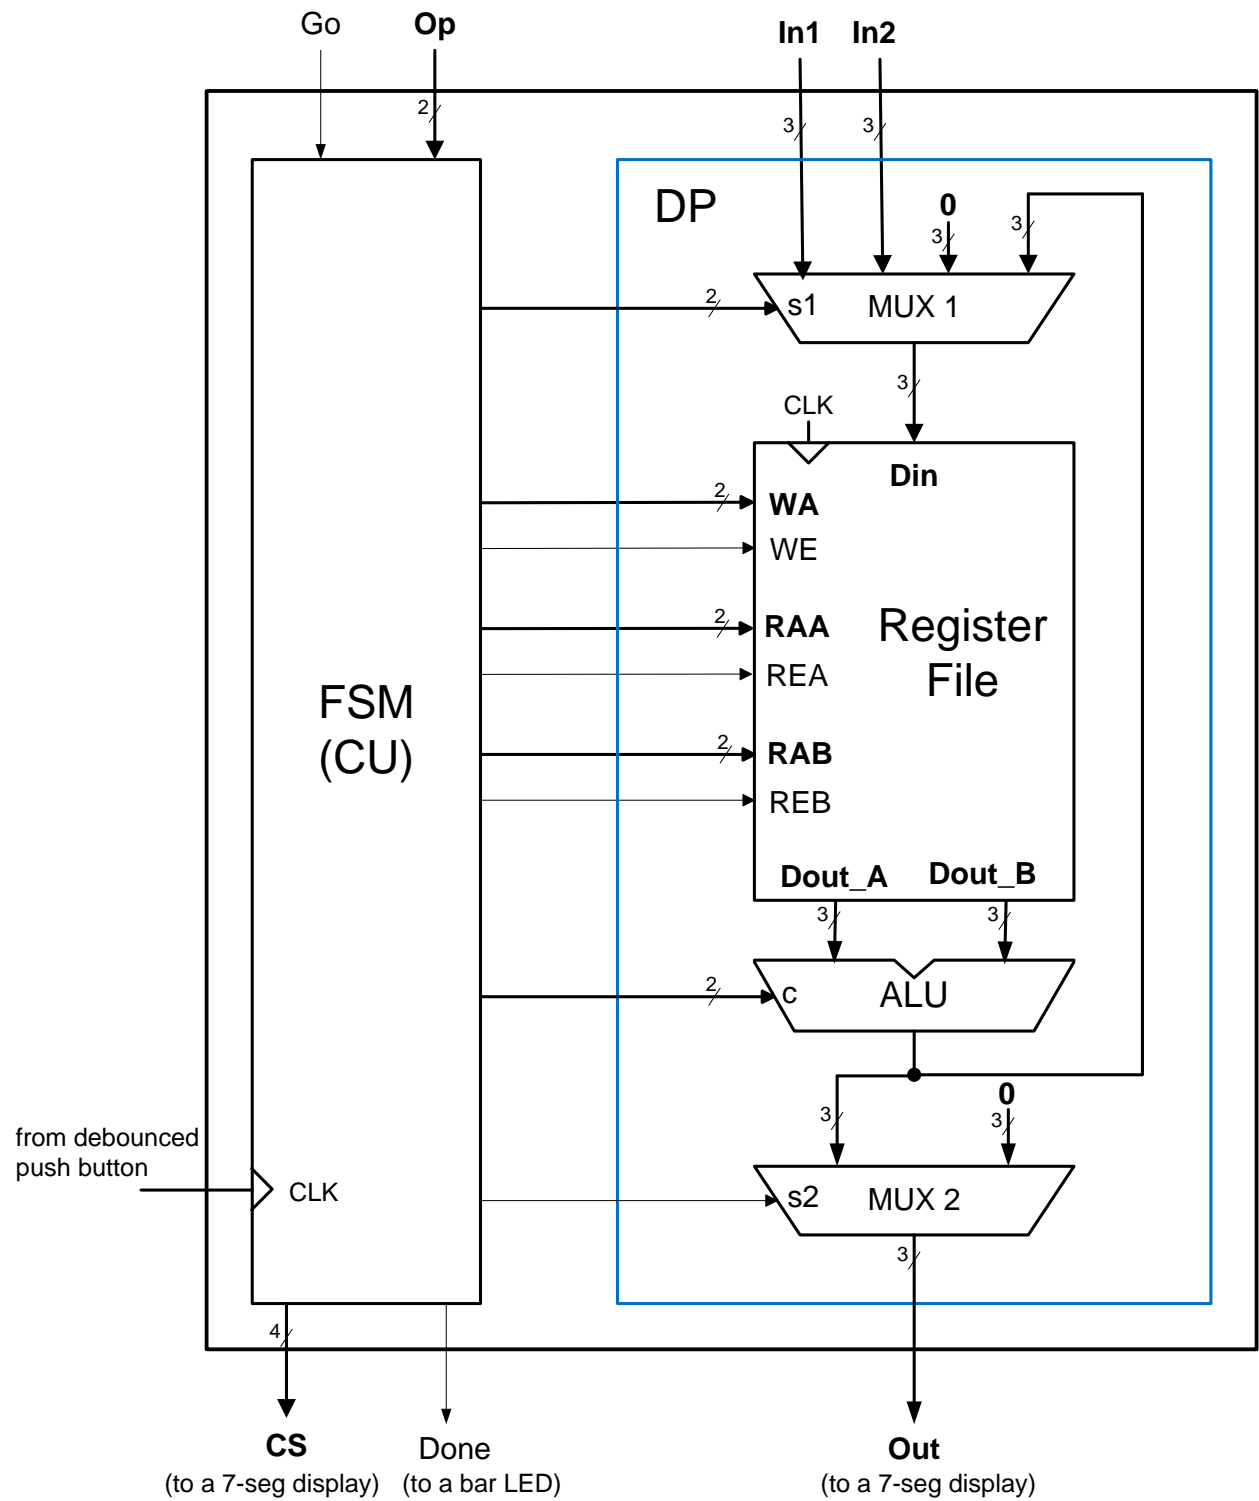 Go
Op
In1
In2
2
3
3
DP
0
3
3
2
s1
MUX 1
3
CLK
Din
2
WA
WE
2
RAA
REA
Register
File
FSM
(CU)
2
RAB
REB
Dout_A
Dout_B
3
3
2
c
ALU
0
3
3
from debounced
push button
CLK
s2
MUX 2
3
4
CS
(to a 7-seg display)
Done
(to a bar LED)
Out
(to a 7-seg display)